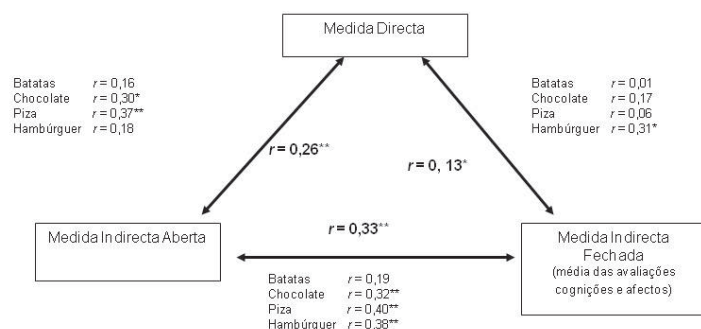 Medida Directa
Batatas r = 0,16
Chocolate r = 0,30*
Piza r = 0,37**
Hambúrguer r = 0,18
Batatas r = 0,01
Chocolate r = 0,17
Piza r = 0,06
Hambúrguer r = 0,31*
r = 0,26**
r = 0, 13*
Medida Indirecta Aberta
r = 0,33**
Medida Indirecta
Fechada
(média das avaliações
cognições e afectos)
Batatas r = 0,19
Chocolate r = 0,32**
Piza r = 0,40**
Hambúrguer r = 0,38**